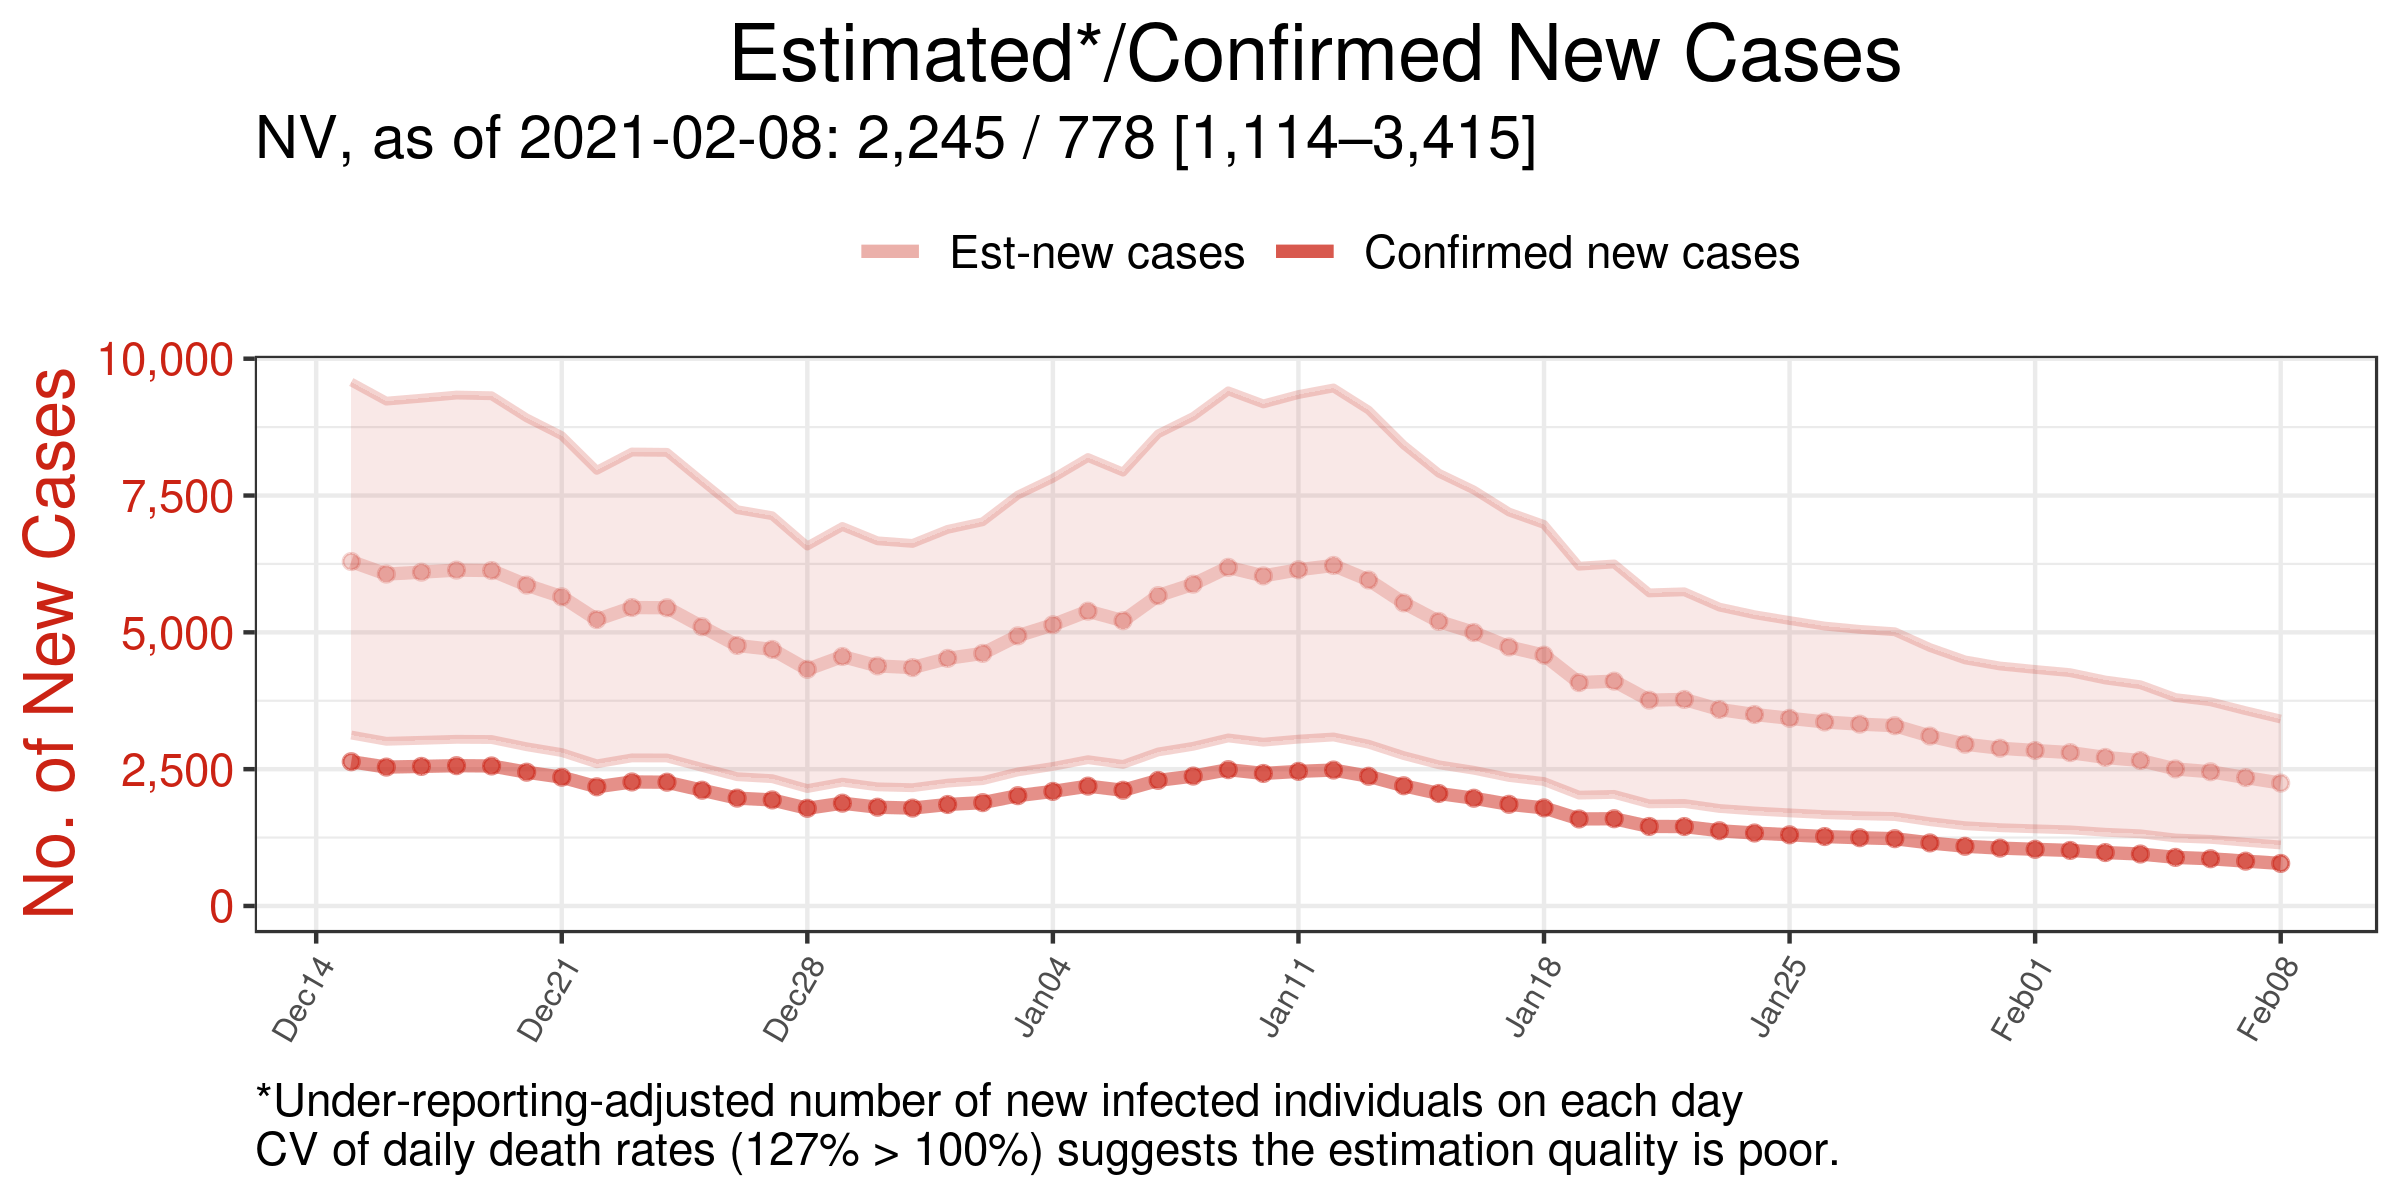 Estimated*/Confirmed New Cases
NV, as of 2021-02-08: 2,245 / 778 [1,114–3,415]
Est-new cases
Confirmed new cases
No. of New Cases
10,000
7,500
5,000
2,500
0
Dec14
Dec21
Dec28
Jan04
Jan11
Jan18
Jan25
Feb01
Feb08
*Under-reporting-adjusted number of new infected individuals on each day
CV of daily death rates (127% > 100%) suggests the estimation quality is poor.